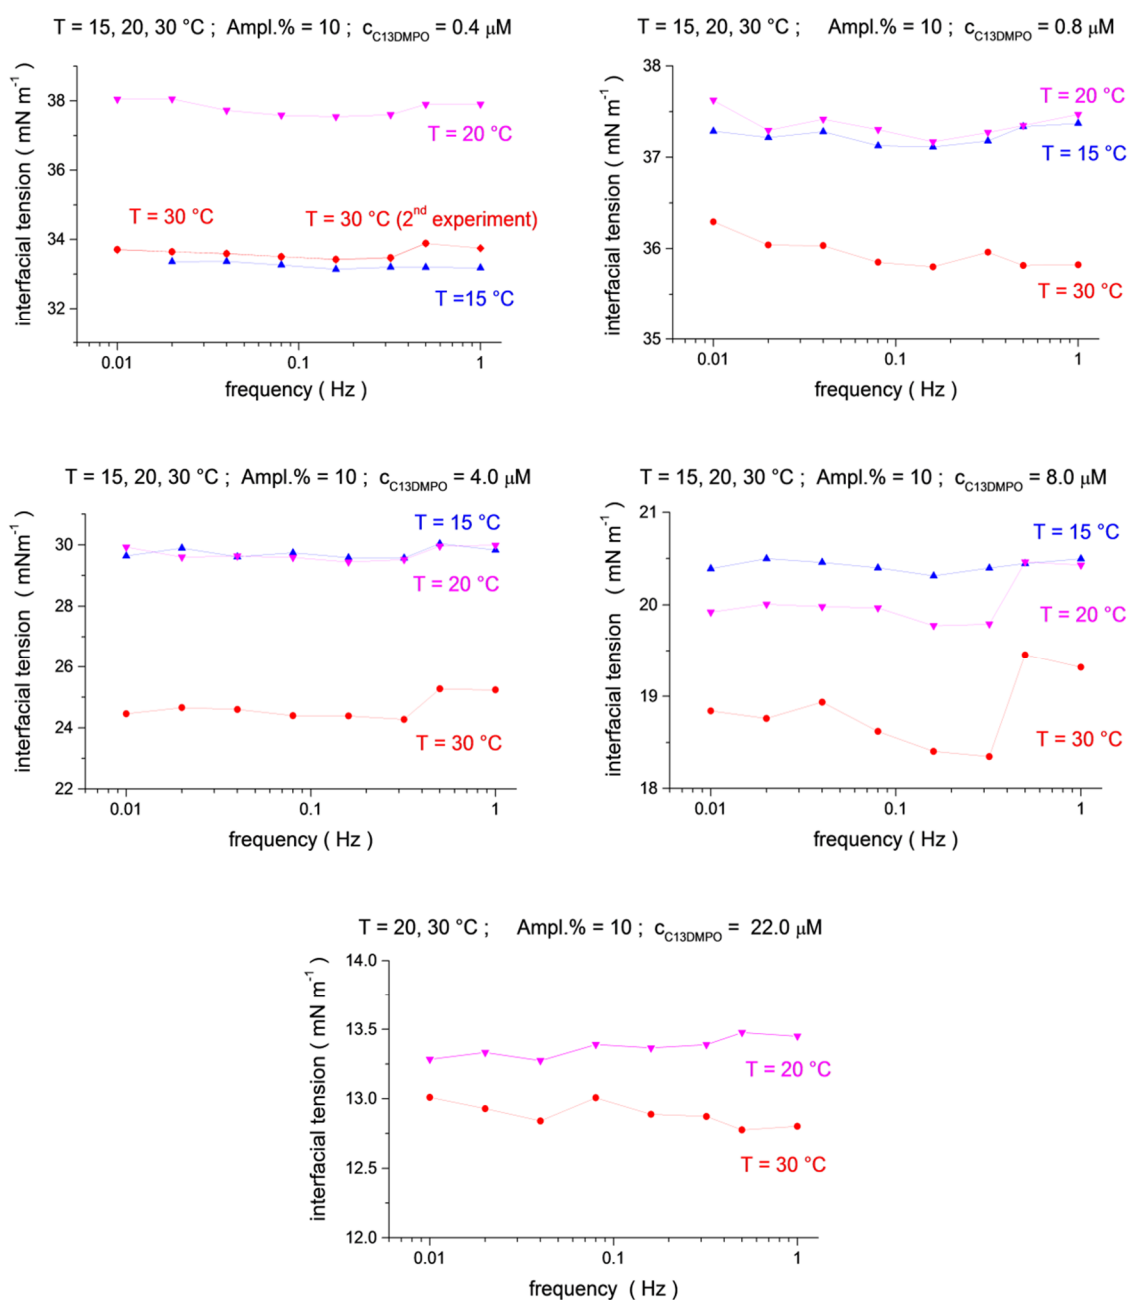 T = 15, 20, 30 °C ; Ampl.% = 10 ; c_C13DMPO = 0.4 μM
interfacial tension ( mN m⁻¹ )
38
36
34
32
T = 20 °C
T = 30 °C
T = 30 °C (2nd experiment)
T =15 °C
0.01
0.1
1
frequency ( Hz )
T = 15, 20, 30 °C ; Ampl.% = 10 ; c_C13DMPO = 0.8 μM
interfacial tension ( mN m⁻¹ )
38
37
36
35
T = 20 °C
T = 15 °C
T = 30 °C
0.01
0.1
1
frequency ( Hz )
T = 15, 20, 30 °C ; Ampl.% = 10 ; c_C13DMPO = 4.0 μM
interfacial tension ( mNm⁻¹ )
30
28
26
24
22
T = 15 °C
T = 20 °C
T = 30 °C
0.01
0.1
1
frequency ( Hz )
T = 15, 20, 30 °C ; Ampl.% = 10 ; c_C13DMPO = 8.0 μM
interfacial tension ( mN m⁻¹ )
21
20
19
18
T = 15 °C
T = 20 °C
T = 30 °C
0.01
0.1
1
frequency ( Hz )
T = 20, 30 °C ; Ampl.% = 10 ; c_C13DMPO = 22.0 μM
interfacial tension ( mN m⁻¹ )
14.0
13.5
13.0
12.5
12.0
T = 20 °C
T = 30 °C
0.01
0.1
1
frequency ( Hz )